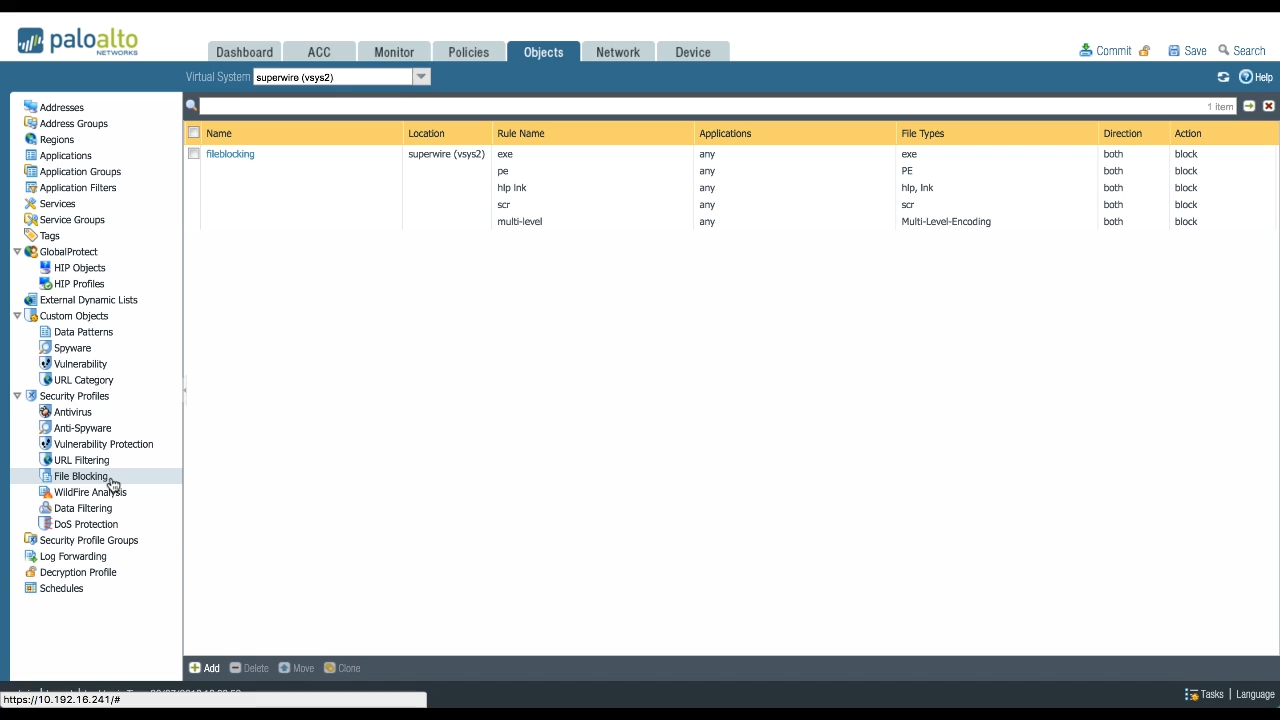 paloalto
NETWORKS
Dashboard ACC Monitor Policies Objects Network Device
Commit Save Search
Virtual System superwire (vsys2)
Help
1 item
Addresses
Address Groups
Regions
Applications
Application Groups
Application Filters
Services
Service Groups
Tags
GlobalProtect
HIP Objects
HIP Profiles
External Dynamic Lists
Custom Objects
Data Patterns
Spyware
Vulnerability
URL Category
Security Profiles
Antivirus
Anti-Spyware
Vulnerability Protection
URL Filtering
File Blocking
WildFire Analysis
Data Filtering
DoS Protection
Security Profile Groups
Log Forwarding
Decryption Profile
Schedules
Name Location Rule Name Applications File Types Direction Action
fileblocking superwire (vsys2) exe any exe both block
pe any PE both block
hlp lnk any hlp, lnk both block
scr any scr both block
multi-level any Multi-Level-Encoding both block
Add Delete Move Clone
https://10.192.16.241/#
Tasks | Language